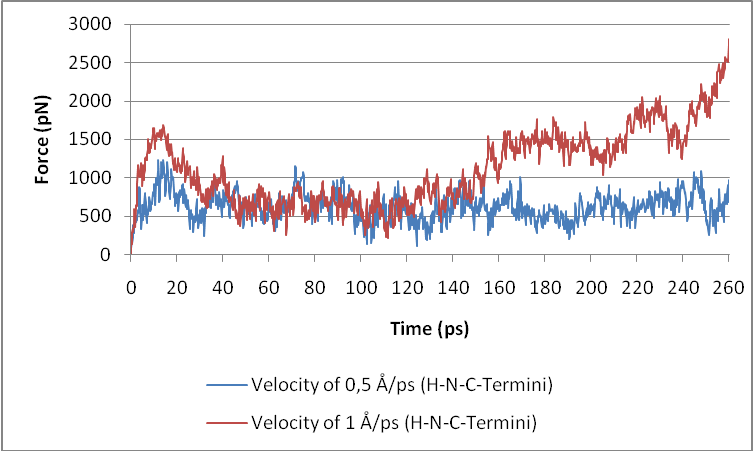 3000
2500
2000
1500
1000
500
0
Force (pN)
0 20 40 60 80 100 120 140 160 180 200 220 240 260
Time (ps)
Velocity of 0,5 Å/ps (H-N-C-Termini)
Velocity of 1 Å/ps (H-N-C-Termini)